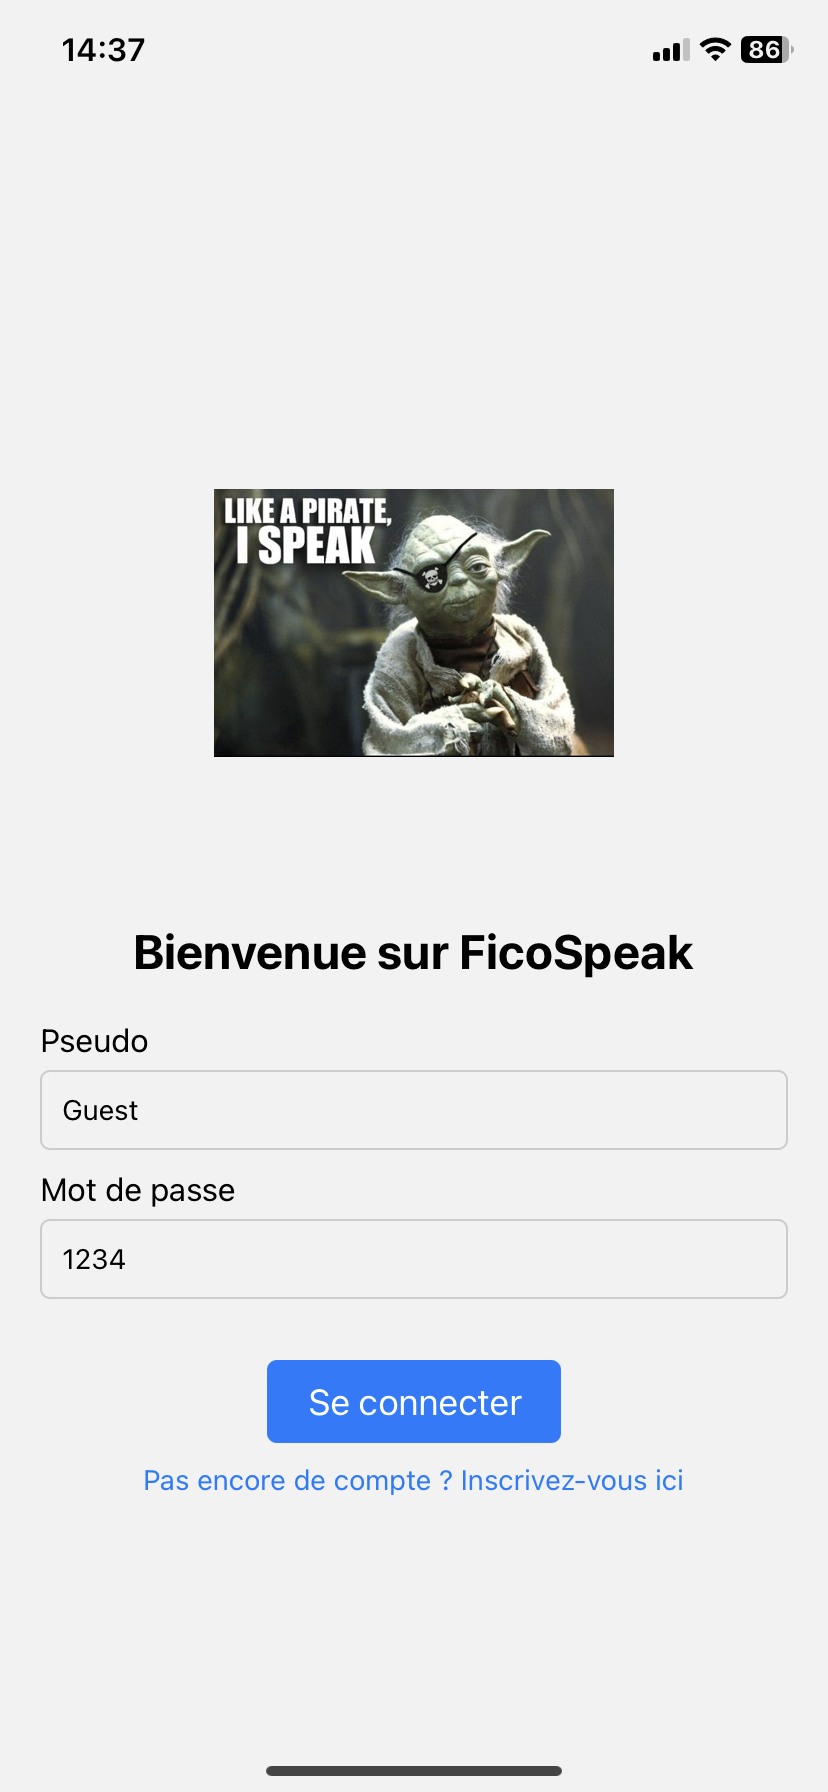 14:37
86
LIKE A PIRATE,
I SPEAK
Bienvenue sur FicoSpeak
Pseudo
Guest
Mot de passe
1234
Se connecter
Pas encore de compte ? Inscrivez-vous ici